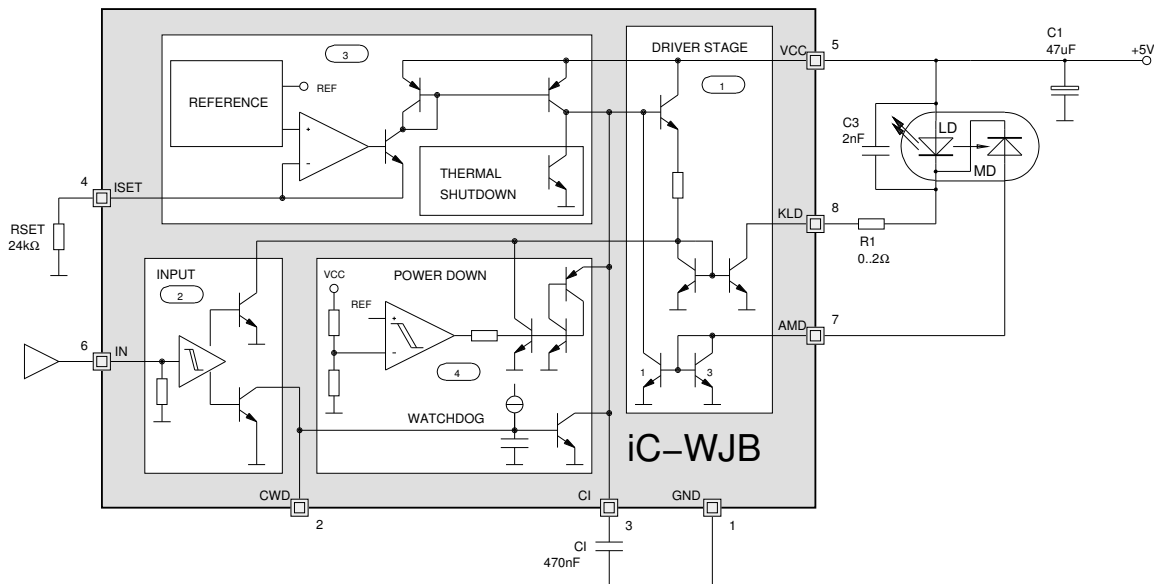 C1
47uF
+5V
VCC
5
DRIVER STAGE
3
1
REFERENCE
REF
+
−
C3
2nF
LD
MD
THERMAL
SHUTDOWN
4
ISET
RSET
24kΩ
KLD
8
R1
0..2Ω
INPUT
2
VCC
POWER DOWN
REF
+
−
AMD
7
6
IN
4
1
3
WATCHDOG
iC−WJB
CWD
2
CI
3
GND
1
CI
470nF